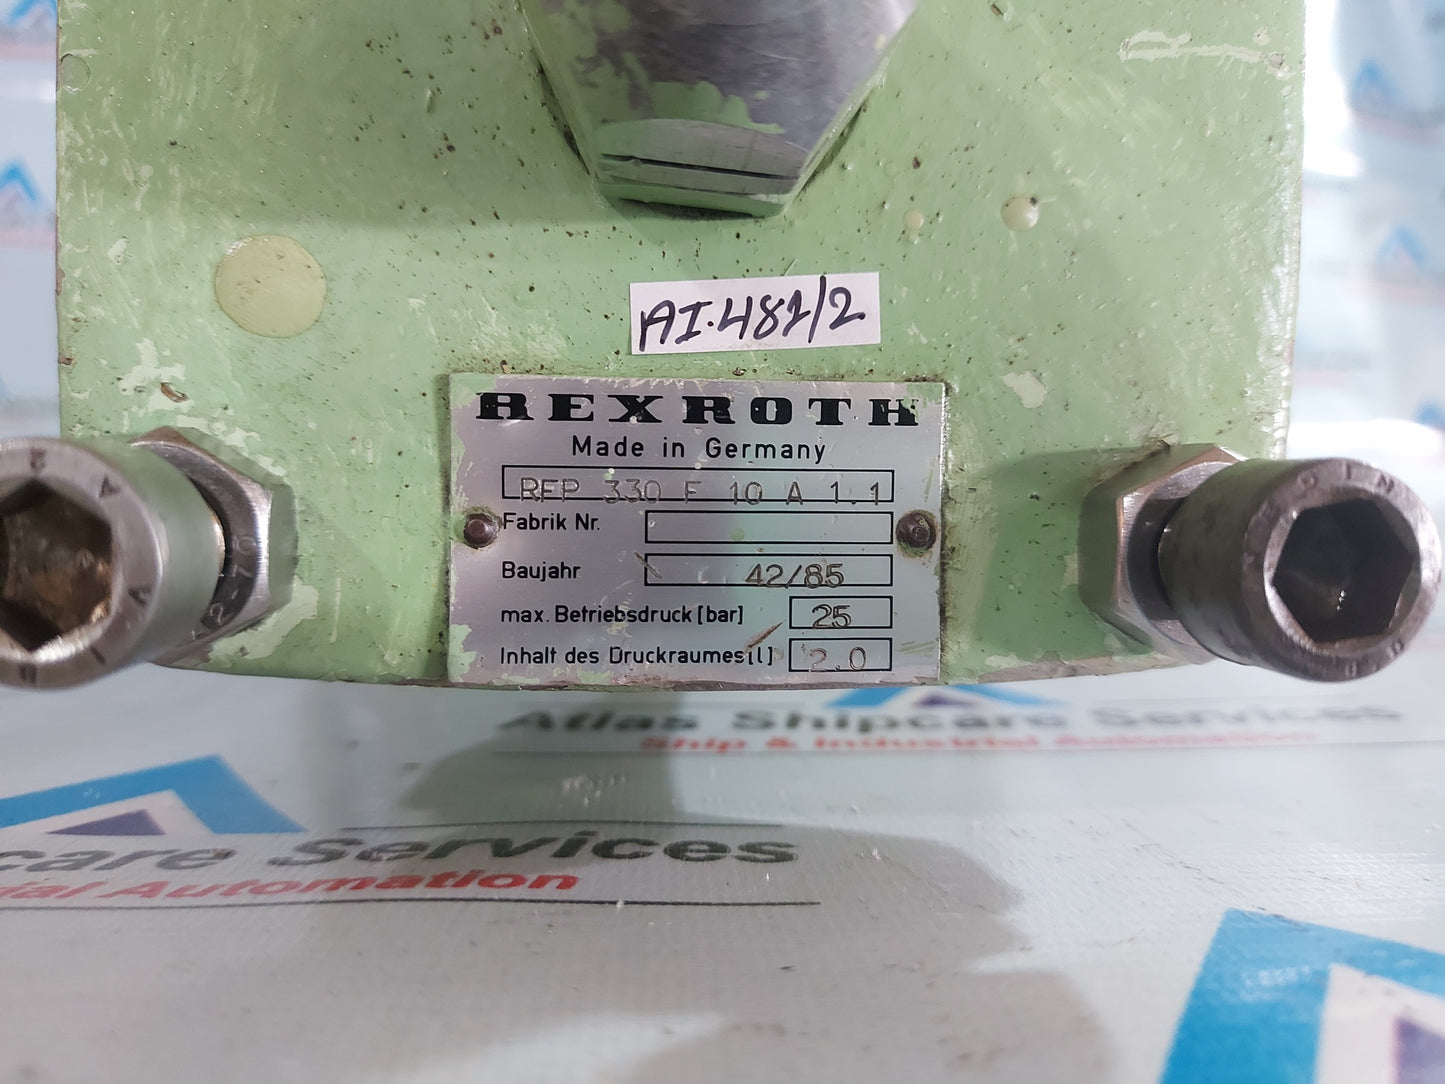 AI.481/2
REXROTH
Made in Germany
RFP 330 F 10 A 1.1
Fabrik Nr.
Baujahr 42/85
max. Betriebsdruck [bar] 25
Inhalt des Druckraumes [l] 2.0
Atlas Shipcare Services
Ship & Industrial Automation
care Services
ial Automation